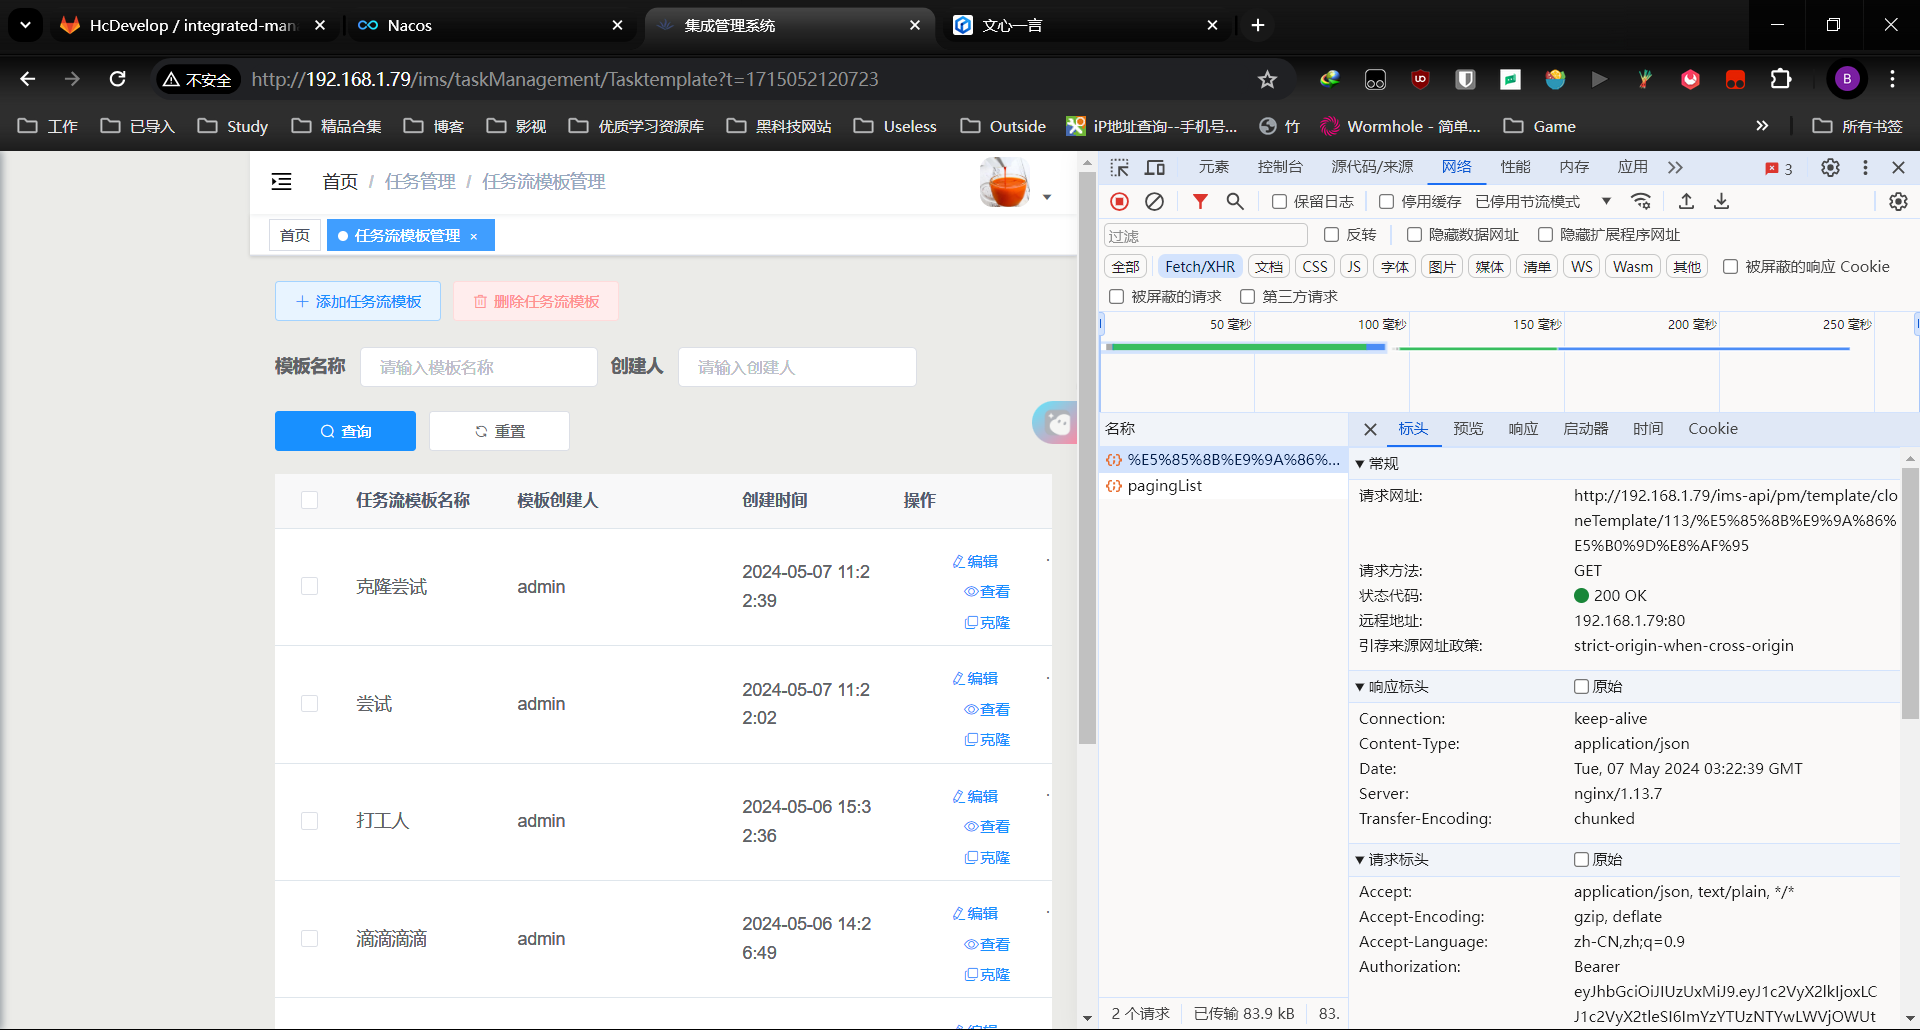 HcDevelop / integrated-man
Nacos
集成管理系统
文心一言
不安全
http://192.168.1.79/ims/taskManagement/Tasktemplate?t=1715052120723
B
工作
已导入
Study
精品合集
博客
影视
优质学习资源库
黑科技网站
Useless
Outside
iP地址查询--手机号...
竹
Wormhole - 简单...
Game
所有书签
首页 / 任务管理 / 任务流模板管理
首页
任务流模板管理 ×
添加任务流模板
删除任务流模板
模板名称
请输入模板名称
创建人
请输入创建人
查询
重置
任务流模板名称 模板创建人 创建时间 操作
克隆尝试 admin 2024-05-07 11:2
2:39
编辑
查看
克隆
尝试 admin 2024-05-07 11:2
2:02
编辑
查看
克隆
打工人 admin 2024-05-06 15:3
2:36
编辑
查看
克隆
滴滴滴滴 admin 2024-05-06 14:2
6:49
编辑
查看
克隆
元素 控制台 源代码/来源 网络 性能 内存 应用
3
保留日志 停用缓存 已停用节流模式
过滤
反转 隐藏数据网址 隐藏扩展程序网址
全部 Fetch/XHR 文档 CSS JS 字体 图片 媒体 清单 WS Wasm 其他 被屏蔽的响应 Cookie
被屏蔽的请求 第三方请求
50 毫秒 100 毫秒 150 毫秒 200 毫秒 250 毫秒
名称
%E5%85%8B%E9%9A%86%...
pagingList
标头 预览 响应 启动器 时间 Cookie
常规
请求网址: http://192.168.1.79/ims-api/pm/template/clo
neTemplate/113/%E5%85%8B%E9%9A%86%
E5%B0%9D%E8%AF%95
请求方法: GET
状态代码: 200 OK
远程地址: 192.168.1.79:80
引荐来源网址政策: strict-origin-when-cross-origin
响应标头 原始
Connection: keep-alive
Content-Type: application/json
Date: Tue, 07 May 2024 03:22:39 GMT
Server: nginx/1.13.7
Transfer-Encoding: chunked
请求标头 原始
Accept: application/json, text/plain, */*
Accept-Encoding: gzip, deflate
Accept-Language: zh-CN,zh;q=0.9
Authorization: Bearer
eyJhbGciOiJIUzUxMiJ9.eyJ1c2VyX2lkIjoxLC
J1c2VyX2tleSI6ImYzYTUzNTYwLWVjOWUt
2 个请求 已传输 83.9 kB 83.